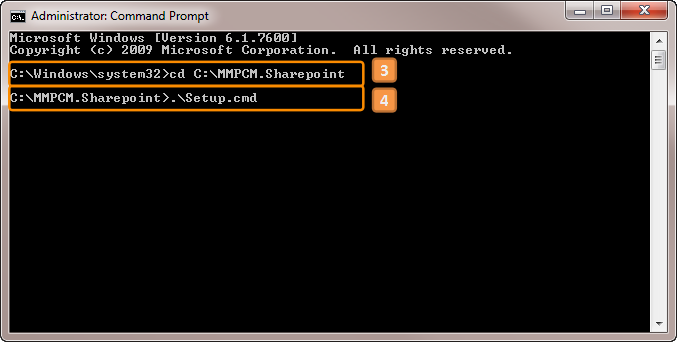 Administrator: Command Prompt
Microsoft Windows [Version 6.1.7600]
Copyright (c) 2009 Microsoft Corporation.  All rights reserved.
C:\Windows\system32>cd C:\MMPCM.Sharepoint
3
C:\MMPCM.Sharepoint>.\Setup.cmd
4